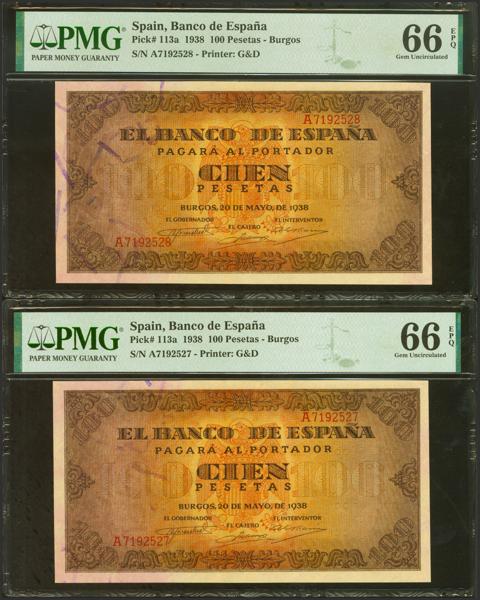 PMG
PAPER MONEY GUARANTY
Spain, Banco de España
Pick# 113a 1938 100 Pesetas - Burgos
S/N A7192528 - Printer: G&D
66 EPQ
Gem Uncirculated
A7192528
EL BANCO DE ESPAÑA
PAGARÁ AL PORTADOR
100 CIEN 100
PESETAS
BURGOS, 20 DE MAYO, DE 1938
EL GOBERNADOR EL CAJERO EL INTERVENTOR
A7192528
PMG
PAPER MONEY GUARANTY
Spain, Banco de España
Pick# 113a 1938 100 Pesetas - Burgos
S/N A7192527 - Printer: G&D
66 EPQ
Gem Uncirculated
A7192527
EL BANCO DE ESPAÑA
PAGARÁ AL PORTADOR
100 CIEN 100
PESETAS
BURGOS, 20 DE MAYO, DE 1938
EL GOBERNADOR EL CAJERO EL INTERVENTOR
A7192527